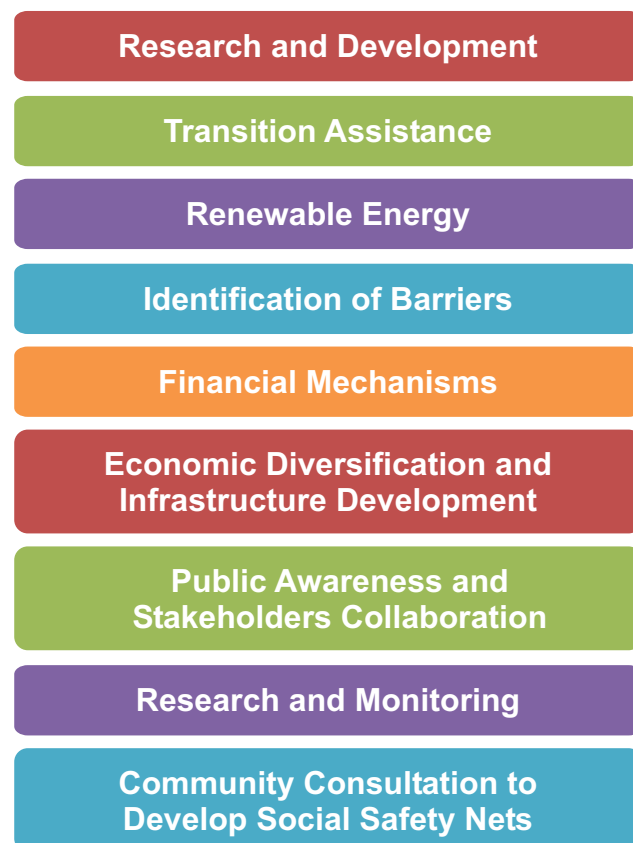 Research and Development
Transition Assistance
Renewable Energy
Identification of Barriers
Financial Mechanisms
Economic Diversification and
Infrastructure Development
Public Awareness and
Stakeholders Collaboration
Research and Monitoring
Community Consultation to
Develop Social Safety Nets